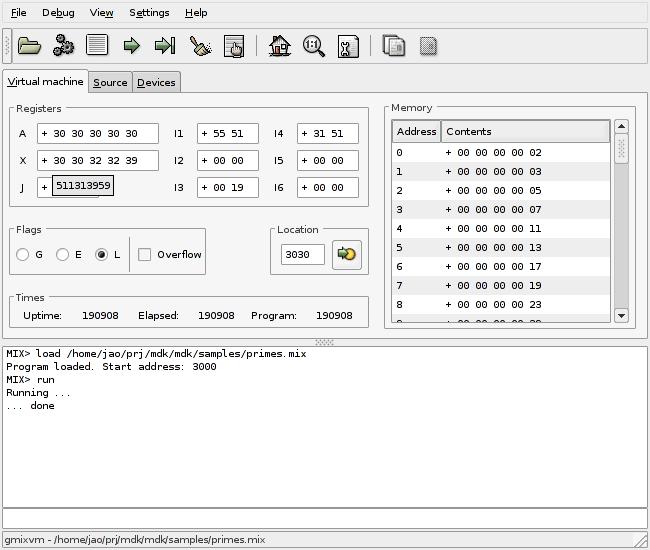 File Debug View Settings Help
1:1
Virtual machine Source Devices
Registers
A + 30 30 30 30 30 I1 + 55 51 I4 + 31 51
X + 30 30 32 32 39 I2 + 00 00 I5 + 00 00
J + 511313959 I3 + 00 19 I6 + 00 00
Flags
G E L Overflow
Location
3030
Times
Uptime: 190908 Elapsed: 190908 Program: 190908
Memory
Address Contents
0 + 00 00 00 00 02
1 + 00 00 00 00 03
2 + 00 00 00 00 05
3 + 00 00 00 00 07
4 + 00 00 00 00 11
5 + 00 00 00 00 13
6 + 00 00 00 00 17
7 + 00 00 00 00 19
8 + 00 00 00 00 23
MIX> load /home/jao/prj/mdk/mdk/samples/primes.mix
Program loaded. Start address: 3000
MIX> run
Running ...
... done
gmixvm - /home/jao/prj/mdk/mdk/samples/primes.mix